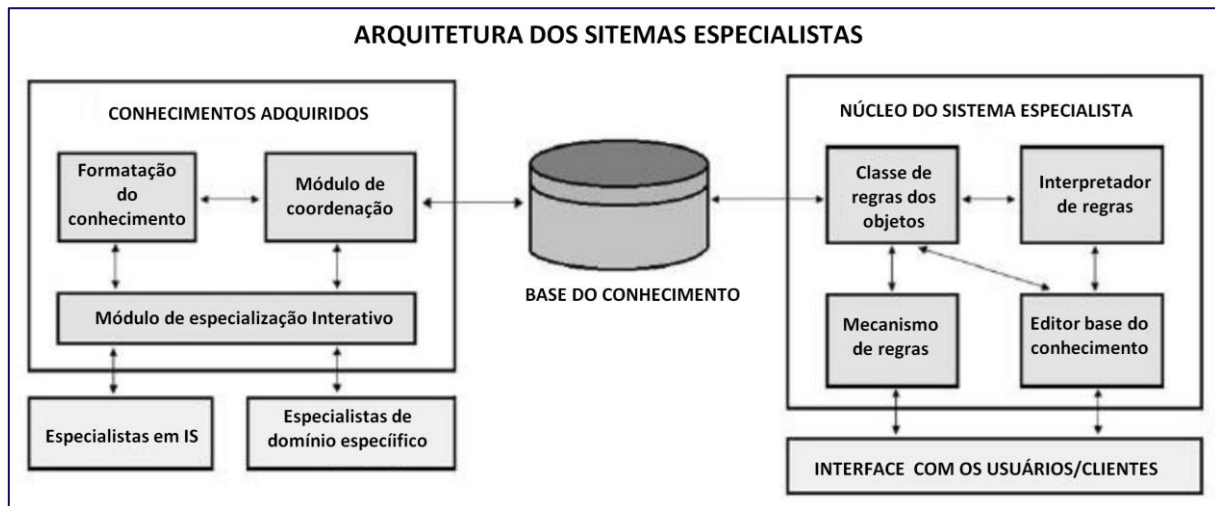 ARQUITETURA DOS SITEMAS ESPECIALISTAS
CONHECIMENTOS ADQUIRIDOS
Formatação
do
conhecimento
Módulo de
coordenação
Módulo de especialização Interativo
Especialistas em IS
Especialistas de
domínio especíifico
BASE DO CONHECIMENTO
NÚCLEO DO SISTEMA ESPECIALISTA
Classe de
regras dos
objetos
Interpretador
de regras
Mecanismo
de regras
Editor base do
conhecimento
INTERFACE COM OS USUÁRIOS/CLIENTES